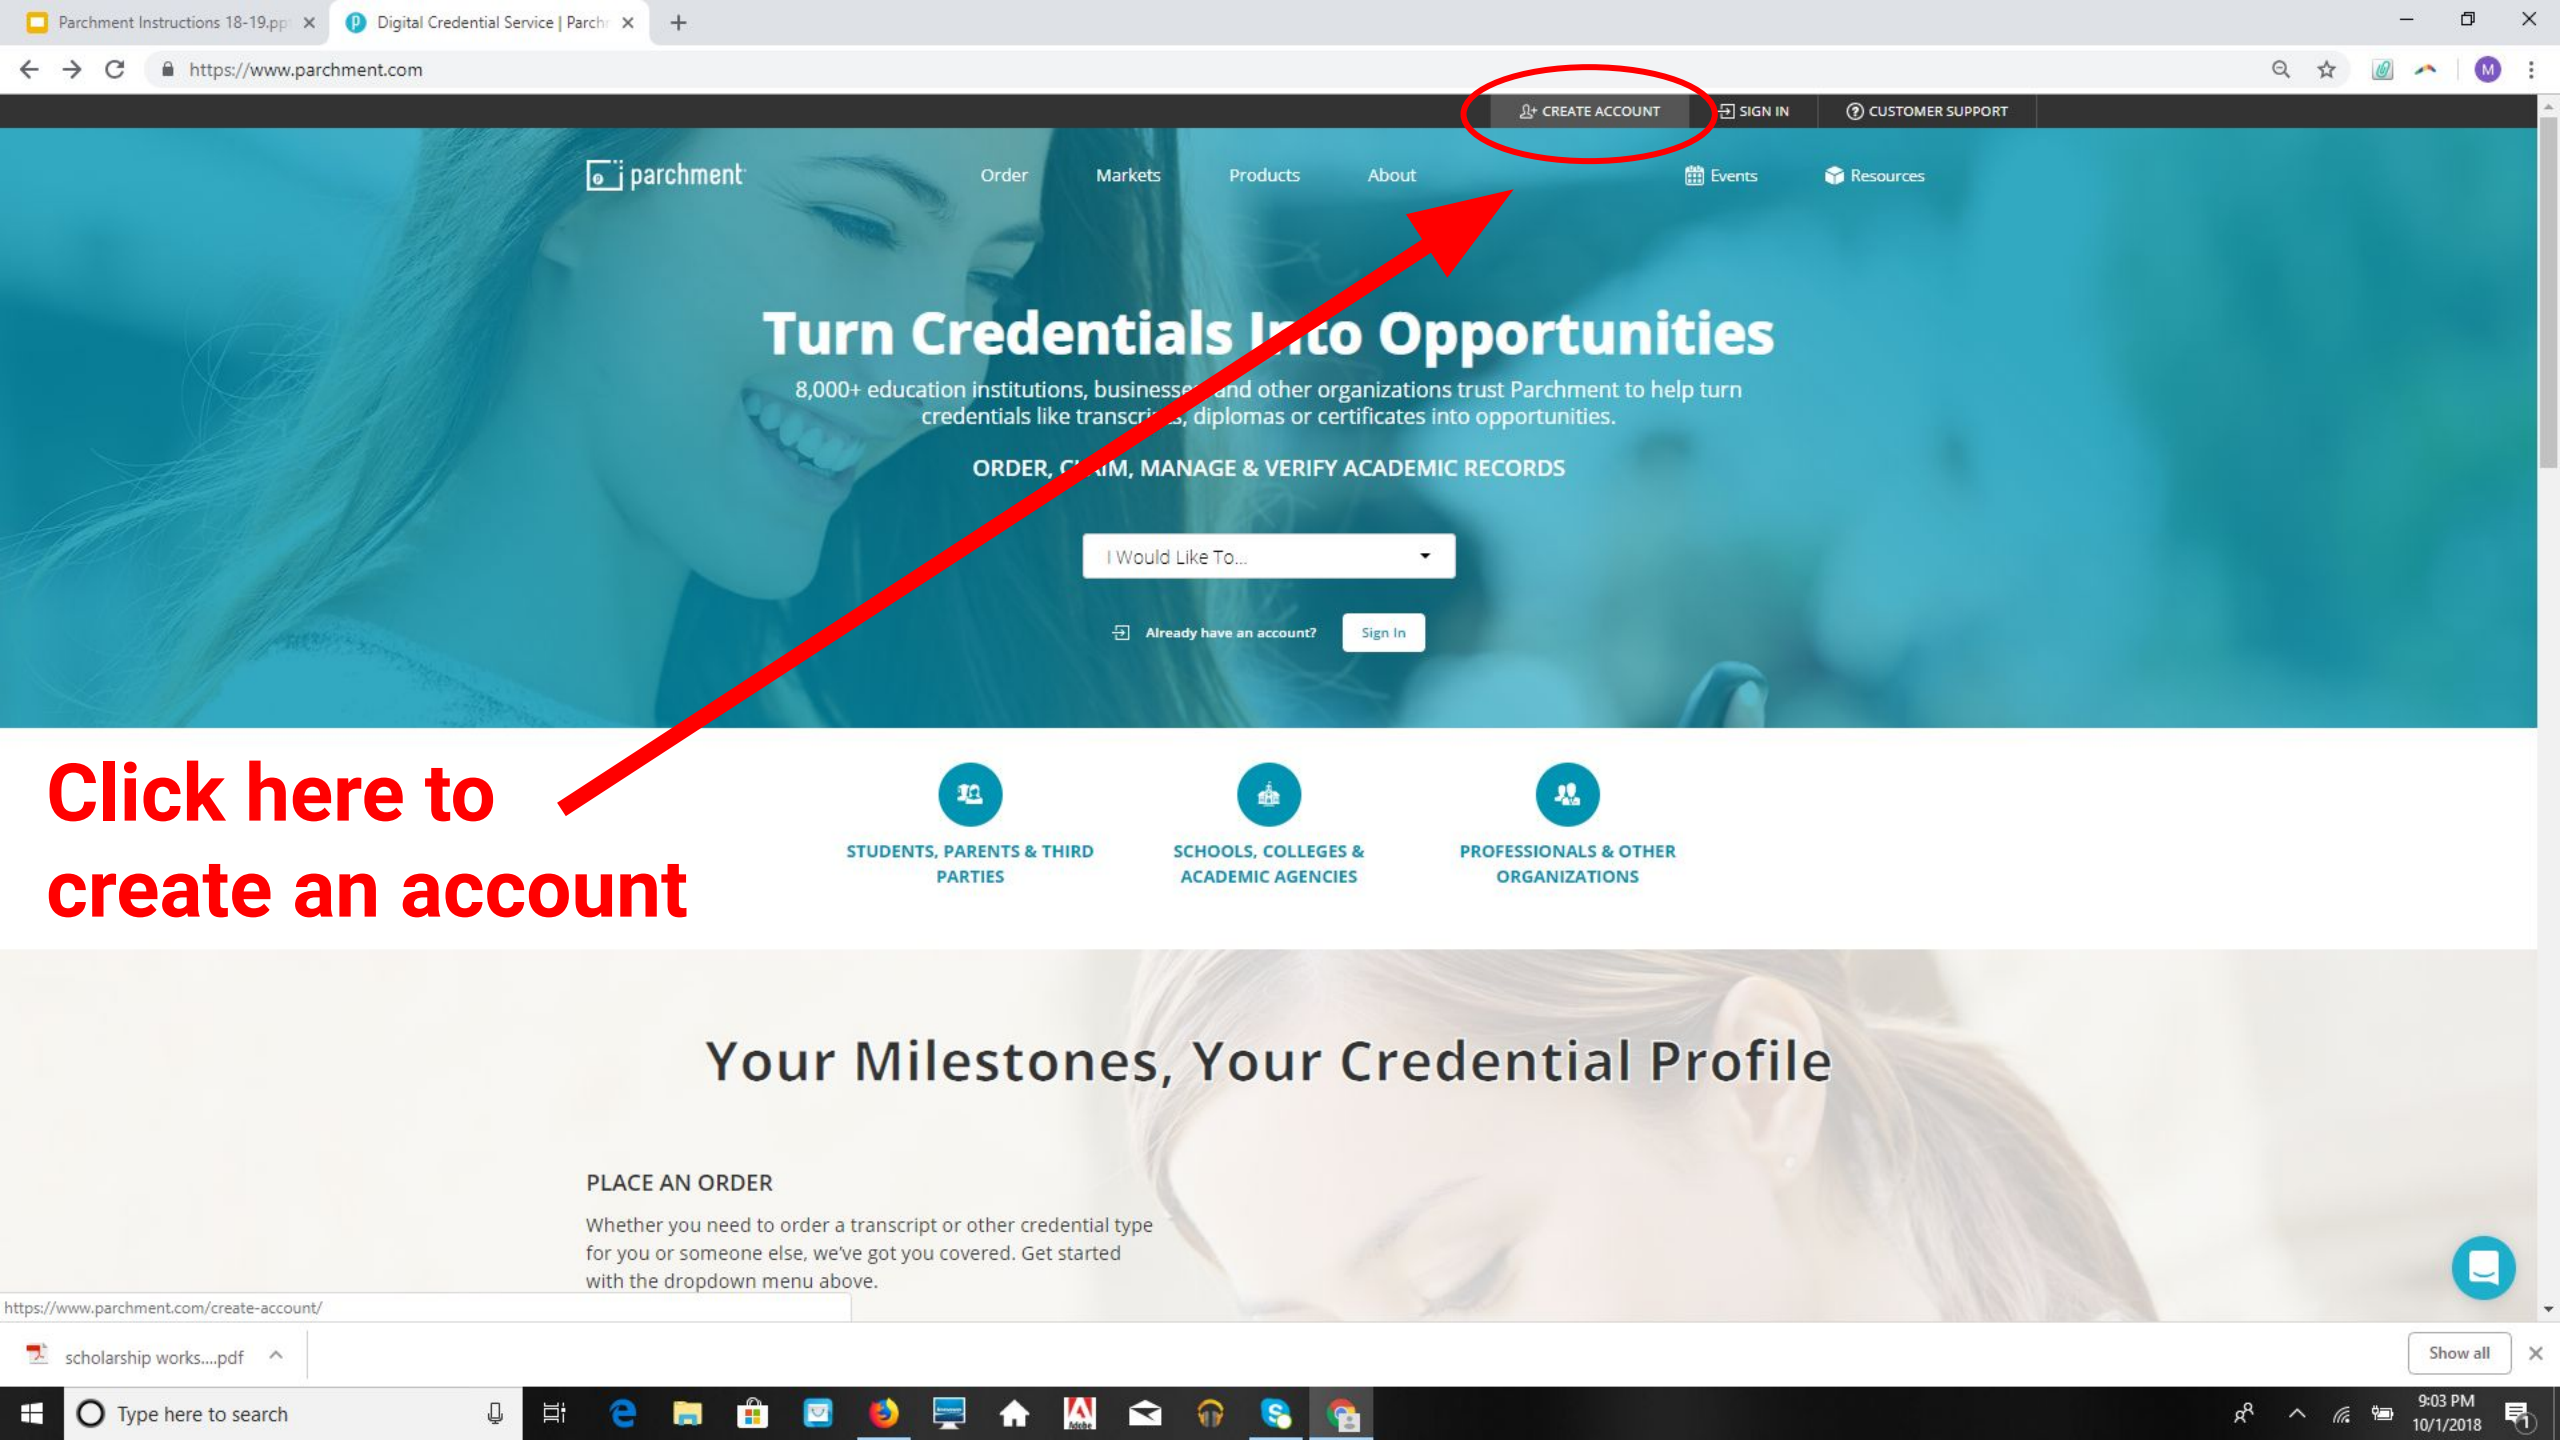 Parchment Instructions 18-19.pp
Digital Credential Service | Parch
https://www.parchment.com
M
CREATE ACCOUNT
SIGN IN
CUSTOMER SUPPORT
parchment
Order
Markets
Products
About
Events
Resources
Turn Credentials Into Opportunities
8,000+ education institutions, businesses and other organizations trust Parchment to help turn
credentials like transcripts, diplomas or certificates into opportunities.
ORDER, CLAIM, MANAGE & VERIFY ACADEMIC RECORDS
I Would Like To...
Already have an account?
Sign In
Click here to
create an account
STUDENTS, PARENTS & THIRD
PARTIES
SCHOOLS, COLLEGES &
ACADEMIC AGENCIES
PROFESSIONALS & OTHER
ORGANIZATIONS
Your Milestones, Your Credential Profile
PLACE AN ORDER
Whether you need to order a transcript or other credential type
for you or someone else, we've got you covered. Get started
with the dropdown menu above.
https://www.parchment.com/create-account/
scholarship works....pdf
Show all
Type here to search
Adobe
9:03 PM
10/1/2018
1